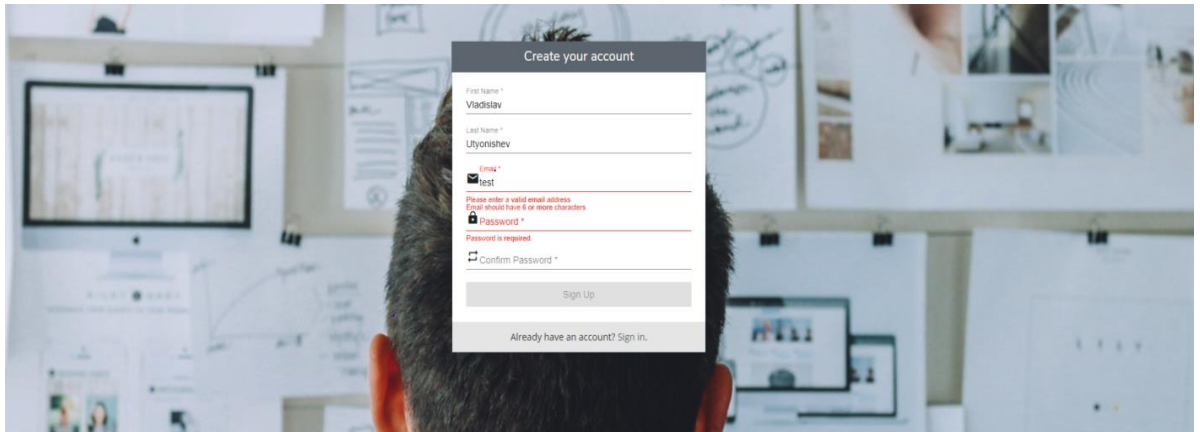 Create your account
First Name *
Vladislav
Last Name *
Utyonishev
Email *
test
Please enter a valid email address
Email should have 6 or more characters
Password *
Password is required
Confirm Password *
Sign Up
Already have an account? Sign in.